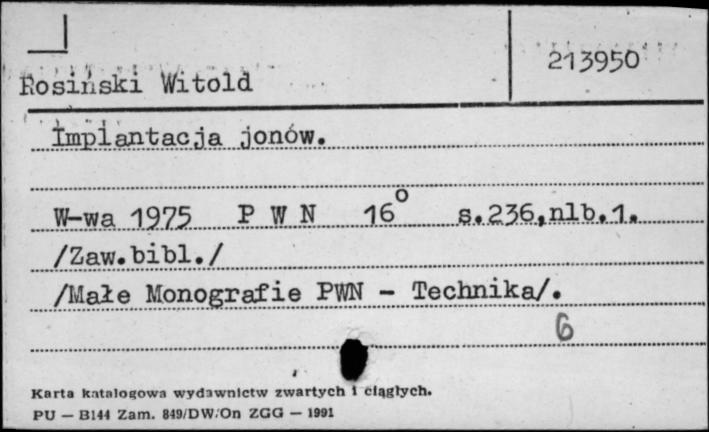 213950
Rosiński Witold
Implantacja jonów.
W-wa 1975 P W N 16° s.236,nlb.1.
/Zaw.bibl./
/Małe Monografie PWN - Technika/.
6
Karta katalogowa wydawnictw zwartych i ciągłych.
PU — B144 Zam. 849/DW/On ZGG — 1991